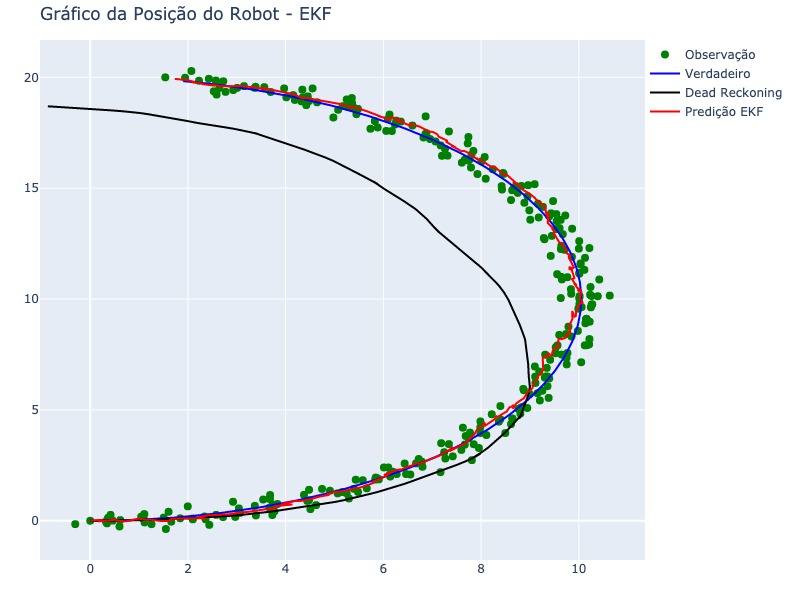 Gráfico da Posição do Robot - EKF
Observação
Verdadeiro
Dead Reckoning
Predição EKF
20
15
10
5
0
0 2 4 6 8 10